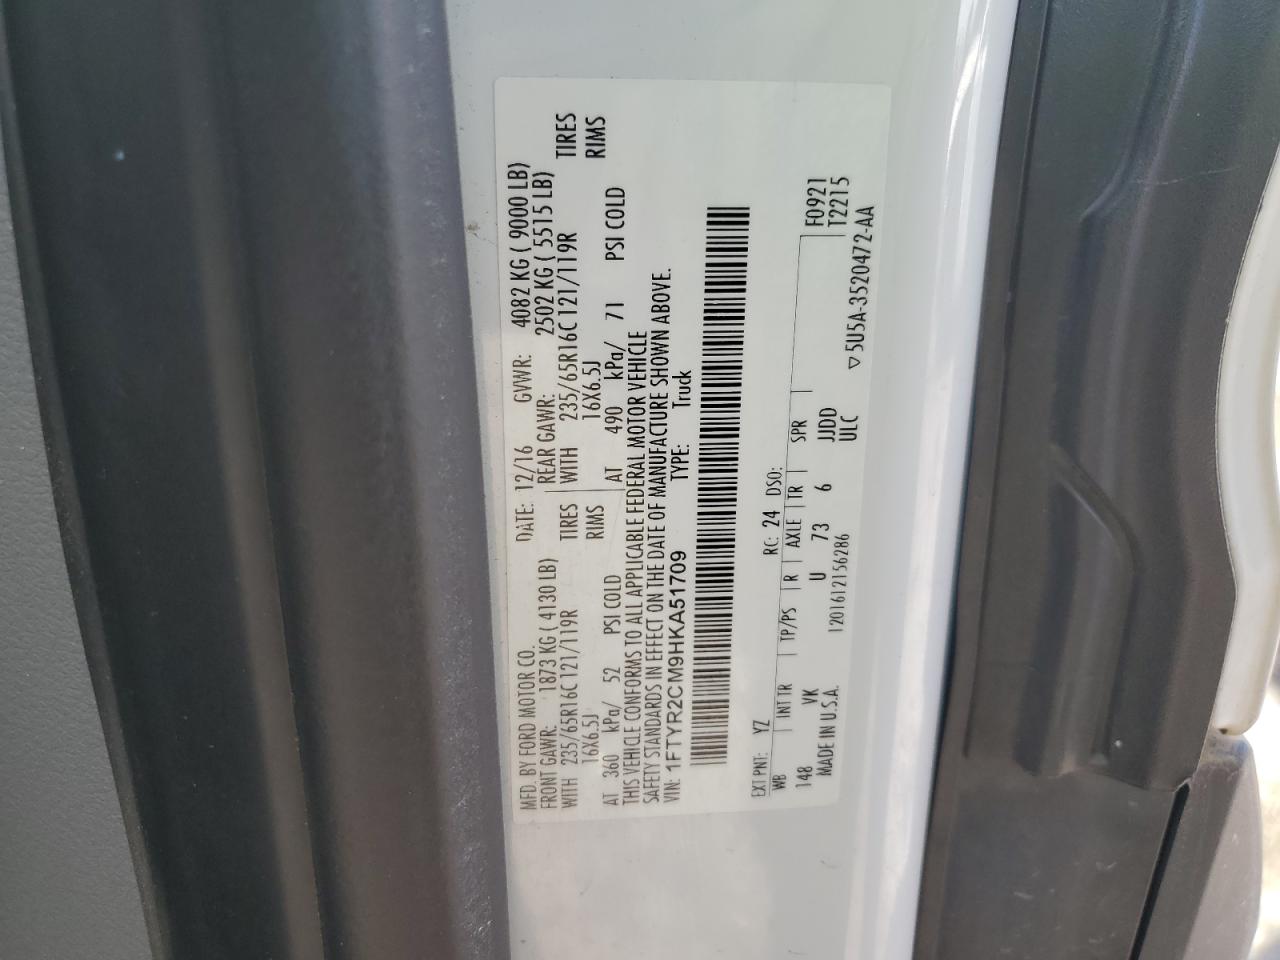 MFD. BY FORD MOTOR CO. DATE: 12/16 GVWR: 4082 KG ( 9000 LB)
FRONT GAWR: 1873 KG ( 4130 LB) REAR GAWR: 2502 KG ( 5515 LB)
WITH 235/65R16C 121/119R TIRES WITH 235/65R16C 121/119R TIRES
16X6.5J RIMS 16X6.5J RIMS
AT 360 kPa/ 52 PSI COLD AT 490 kPa/ 71 PSI COLD
THIS VEHICLE CONFORMS TO ALL APPLICABLE FEDERAL MOTOR VEHICLE
SAFETY STANDARDS IN EFFECT ON THE DATE OF MANUFACTURE SHOWN ABOVE.
VIN: 1FTYR2CM9HKA51709 TYPE: Truck
EXT PNT: YZ RC: 24 DSO:
WB INT TR TP/PS R AXLE TR SPR F0921
148 VK U 73 6 JJDD T2215
MADE IN U.S.A. 1201612156286 ULC ▽5U5A-3520472-AA